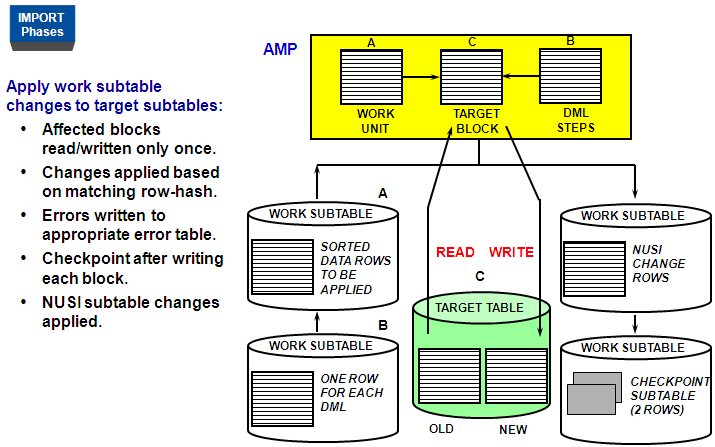 IMPORT
Phases
Apply work subtable
changes to target subtables:
• Affected blocks
read/written only once.
• Changes applied based
on matching row-hash.
• Errors written to
appropriate error table.
• Checkpoint after writing
each block.
• NUSI subtable changes
applied.
AMP
A
C
B
WORK
UNIT
TARGET
BLOCK
DML
STEPS
A
WORK SUBTABLE
SORTED
DATA ROWS
TO BE
APPLIED
B
WORK SUBTABLE
ONE ROW
FOR EACH
DML
READ WRITE
C
TARGET TABLE
OLD
NEW
WORK SUBTABLE
NUSI
CHANGE
ROWS
WORK SUBTABLE
CHECKPOINT
SUBTABLE
(2 ROWS)